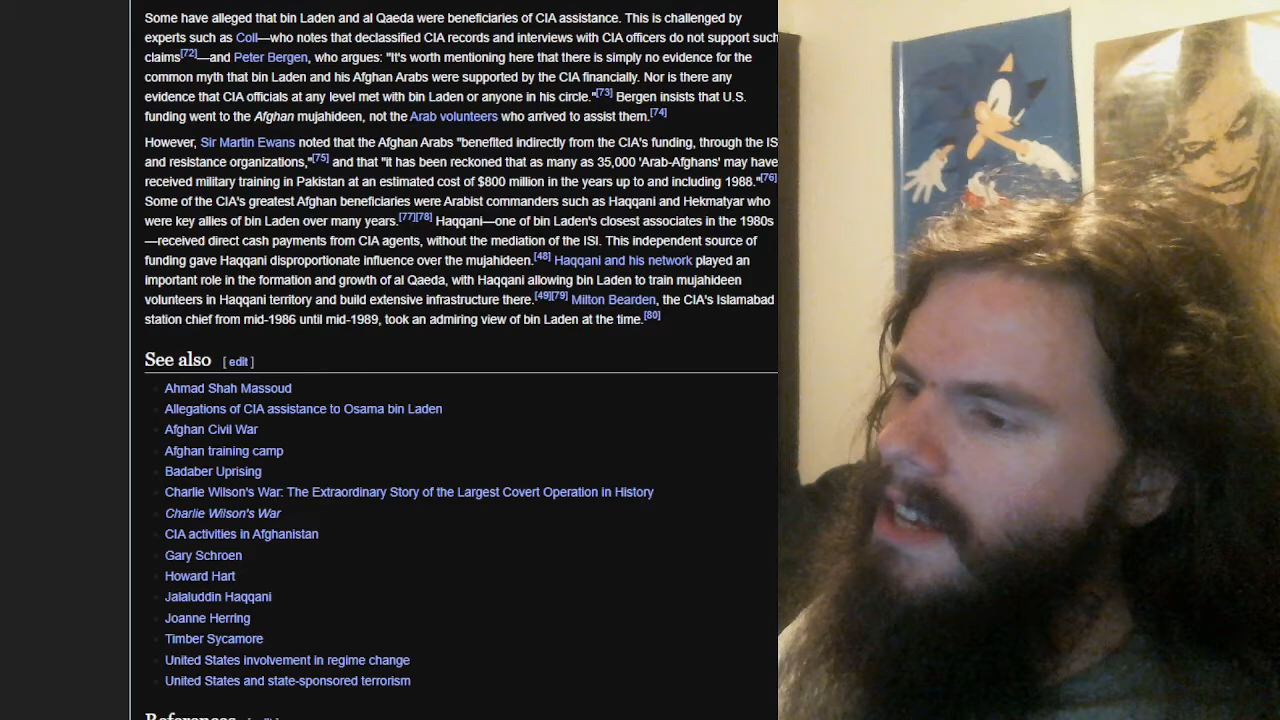 Some have alleged that bin Laden and al Qaeda were beneficiaries of CIA assistance. This is challenged by
experts such as Coll—who notes that declassified CIA records and interviews with CIA officers do not support such
claims[72]—and Peter Bergen, who argues: "It's worth mentioning here that there is simply no evidence for the
common myth that bin Laden and his Afghan Arabs were supported by the CIA financially. Nor is there any
evidence that CIA officials at any level met with bin Laden or anyone in his circle."[73] Bergen insists that U.S.
funding went to the Afghan mujahideen, not the Arab volunteers who arrived to assist them.[74]
However, Sir Martin Ewans noted that the Afghan Arabs "benefited indirectly from the CIA's funding, through the IS
and resistance organizations,"[75] and that "it has been reckoned that as many as 35,000 'Arab-Afghans' may have
received military training in Pakistan at an estimated cost of $800 million in the years up to and including 1988."[76]
Some of the CIA's greatest Afghan beneficiaries were Arabist commanders such as Haqqani and Hekmatyar who
were key allies of bin Laden over many years.[77][78] Haqqani—one of bin Laden's closest associates in the 1980s
—received direct cash payments from CIA agents, without the mediation of the ISI. This independent source of
funding gave Haqqani disproportionate influence over the mujahideen.[48] Haqqani and his network played an
important role in the formation and growth of al Qaeda, with Haqqani allowing bin Laden to train mujahideen
volunteers in Haqqani territory and build extensive infrastructure there.[49][79] Milton Bearden, the CIA's Islamabad
station chief from mid-1986 until mid-1989, took an admiring view of bin Laden at the time.[80]
See also [ edit ]
Ahmad Shah Massoud
Allegations of CIA assistance to Osama bin Laden
Afghan Civil War
Afghan training camp
Badaber Uprising
Charlie Wilson's War: The Extraordinary Story of the Largest Covert Operation in History
Charlie Wilson's War
CIA activities in Afghanistan
Gary Schroen
Howard Hart
Jalaluddin Haqqani
Joanne Herring
Timber Sycamore
United States involvement in regime change
United States and state-sponsored terrorism
References [ edit ]